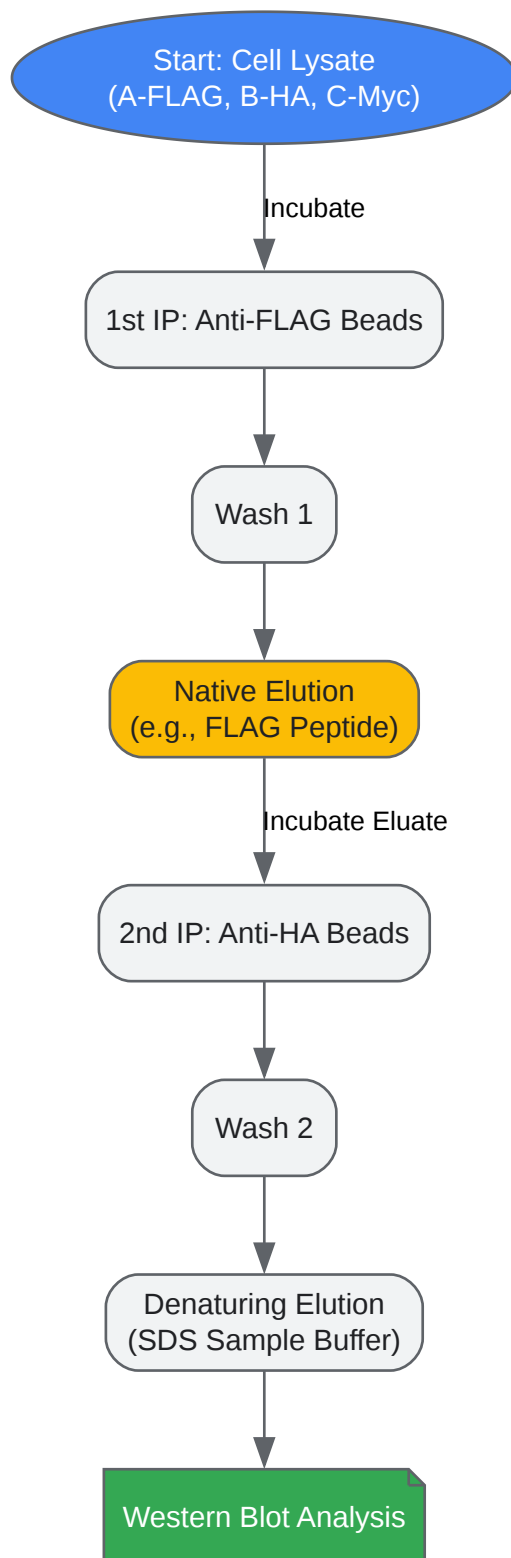 Start: Cell Lysate
(A-FLAG, B-HA, C-Myc)
Incubate
1st IP: Anti-FLAG Beads
Wash 1
Native Elution
(e.g., FLAG Peptide)
Incubate Eluate
2nd IP: Anti-HA Beads
Wash 2
Denaturing Elution
(SDS Sample Buffer)
Western Blot Analysis